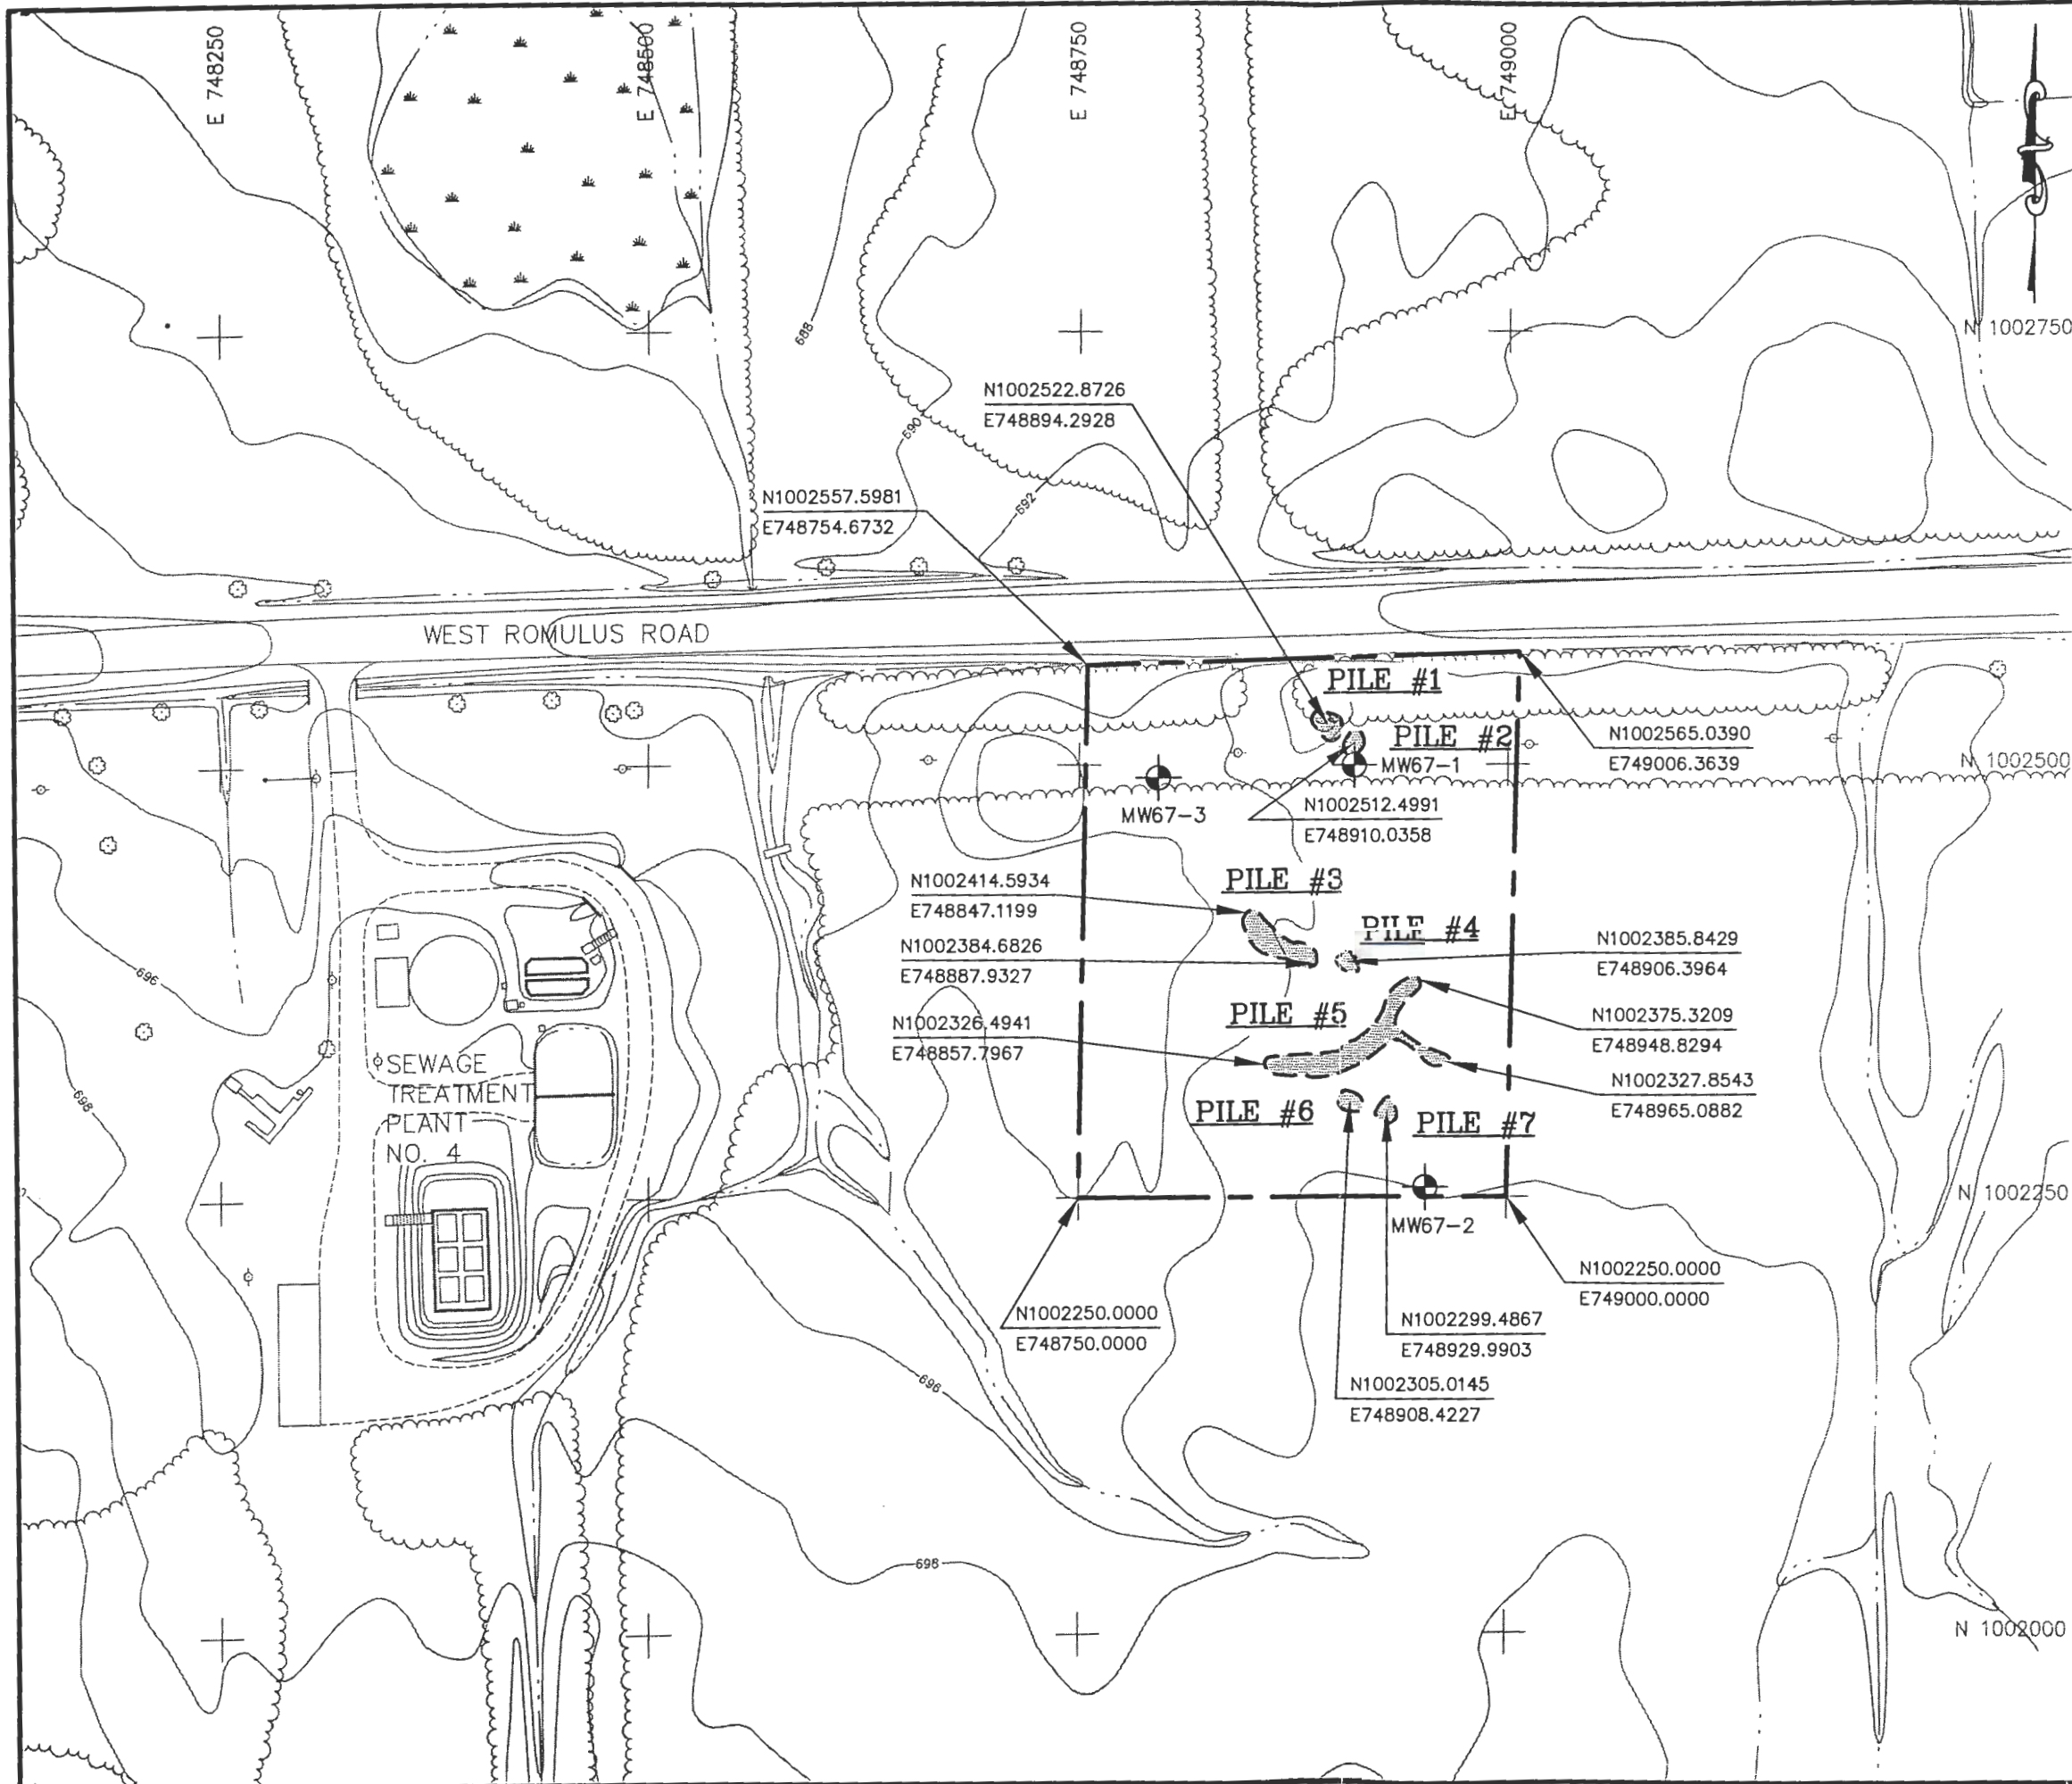 E 748250
E 748500
E 748750
E 749000
N 1002750
688
N1002522.8726
E748894.2928
690
692
N1002557.5981
E748754.6732
WEST ROMULUS ROAD
PILE #1
PILE #2
N1002565.0390
E749006.3639
N 1002500
MW67-1
MW67-3
N1002512.4991
E748910.0358
N1002414.5934
E748847.1199
PILE #3
PILE #4
N1002384.6826
E748887.9327
N1002385.8429
E748906.3964
696
PILE #5
N1002326.4941
E748857.7967
N1002375.3209
E748948.8294
SEWAGE
TREATMENT
PLANT
NO. 4
698
N1002327.8543
E748965.0882
PILE #6
PILE #7
N 1002250
MW67-2
N1002250.0000
E749000.0000
N1002250.0000
E748750.0000
N1002299.4867
E748929.9903
696
N1002305.0145
E748908.4227
698
N 1002000